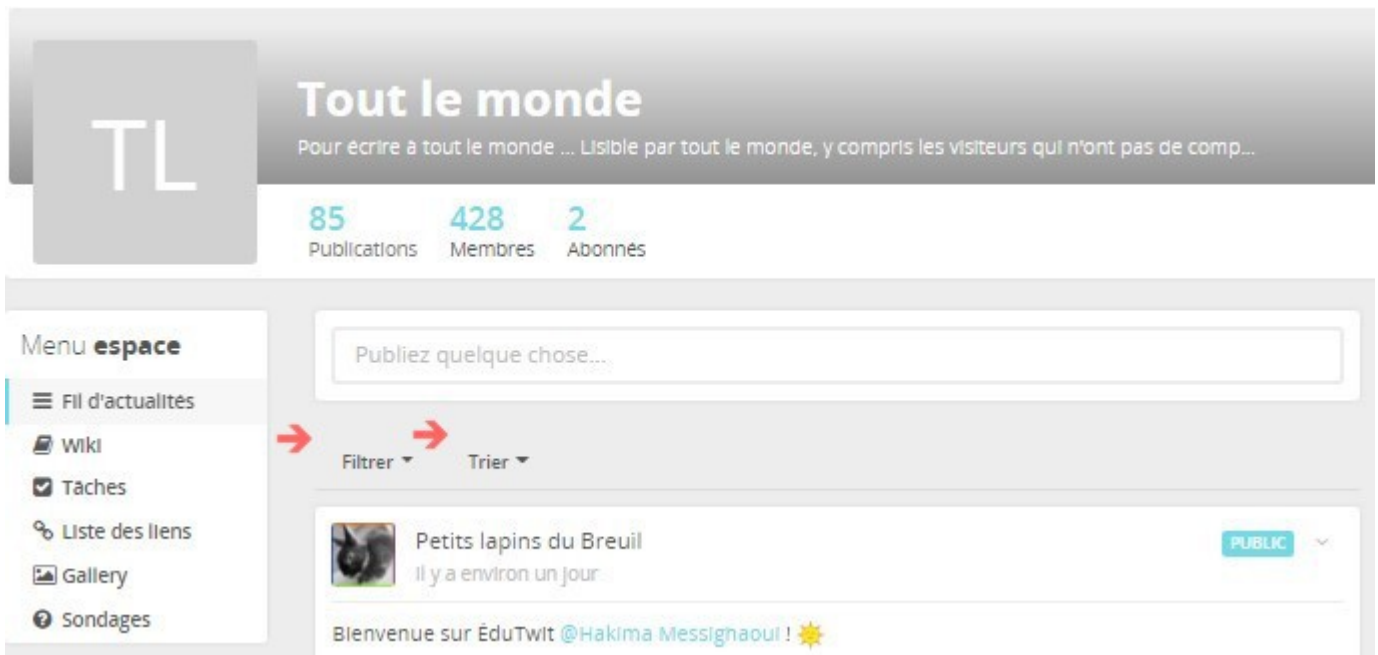 TL
Tout le monde
Pour écrire à tout le monde ... Lisible par tout le monde, y compris les visiteurs qui n'ont pas de comp...
85 428 2
Publications Membres Abonnés
Menu espace
Fil d'actualités
Wiki
Tâches
Liste des liens
Gallery
Sondages
Publiez quelque chose...
Filtrer Trier
Petits lapins du Breuil
PUBLIC
Il y a environ un jour
Bienvenue sur ÉduTwit @Hakima Messighaoui !